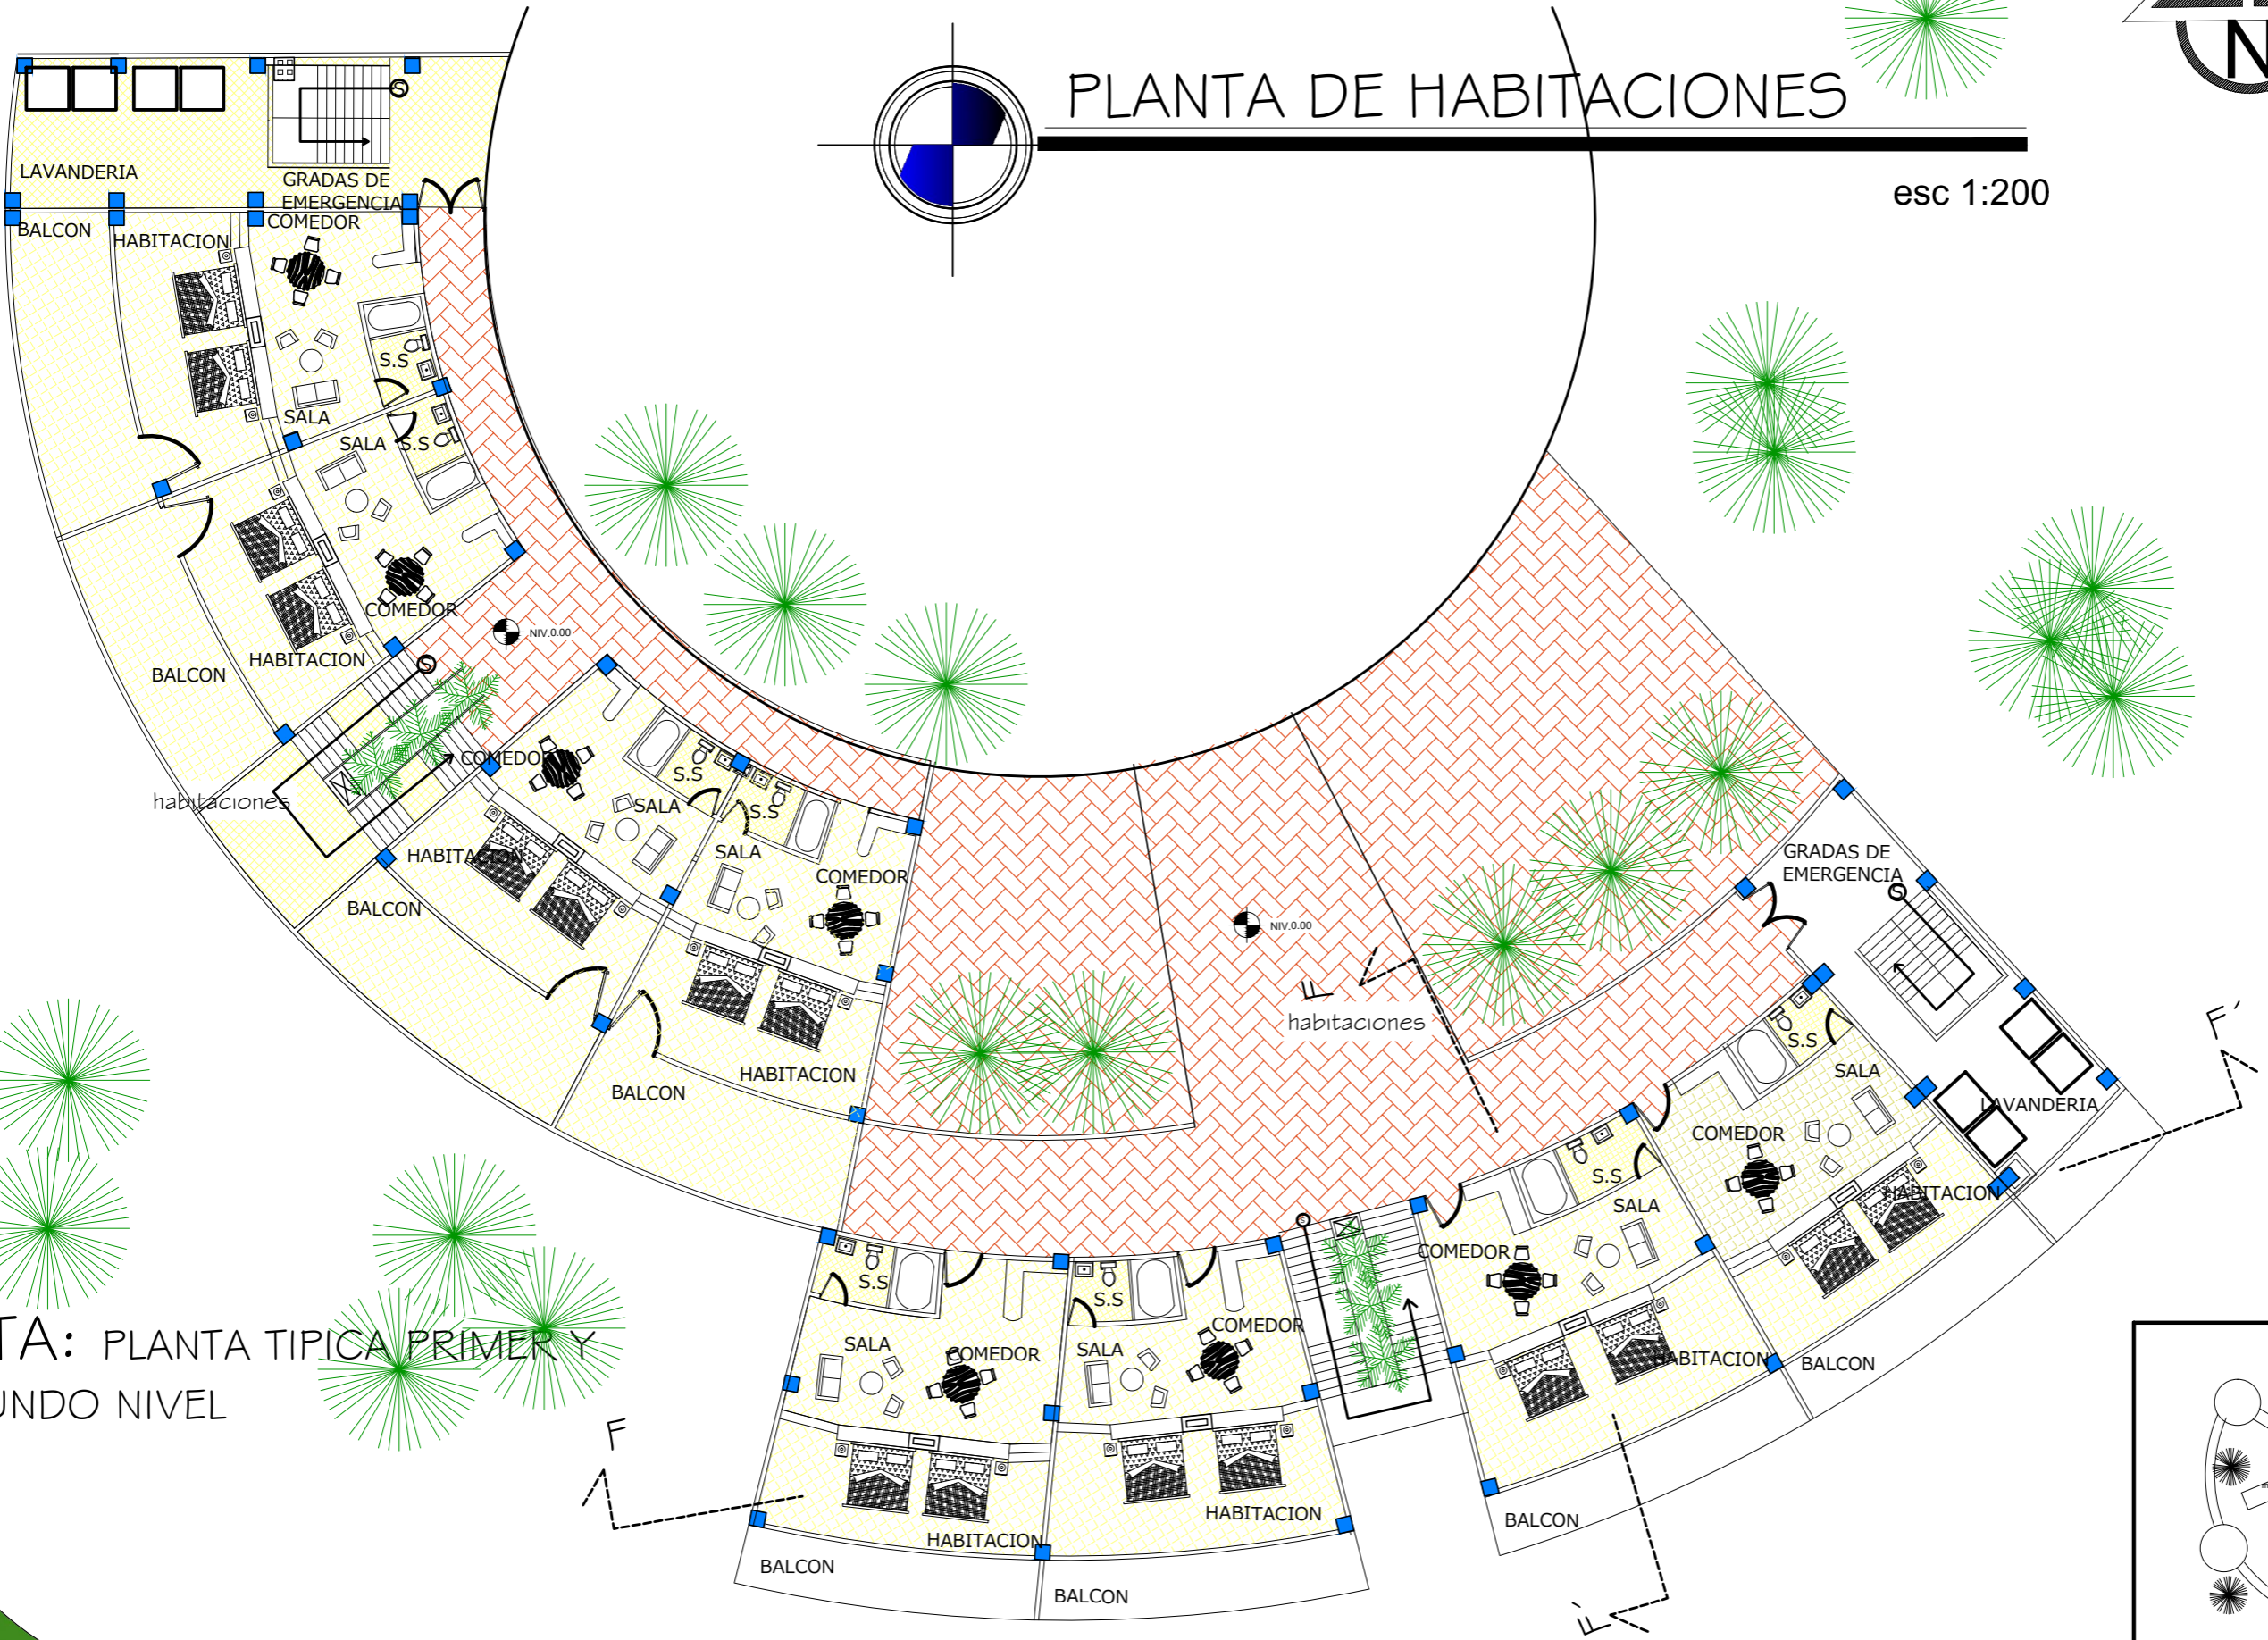 PLANTA DE HABITACIONES
esc 1:200
N
S
LAVANDERIA
GRADAS DE
EMERGENCIA
BALCON
HABITACION
COMEDOR
S.S
SALA
SALA
S.S
COMEDOR
HABITACION
BALCON
NIV.0.00
S
COMEDOR
habitaciones
HABITACION
BALCON
S.S
SALA
S.S
SALA
COMEDOR
HABITACION
BALCON
NIV.0.00
F
habitaciones
GRADAS DE
EMERGENCIA
S
F'
S.S
SALA
LAVANDERIA
COMEDOR
HABITACION
BALCON
S.S
SALA
COMEDOR
HABITACION
BALCON
S
S.S
SALA
COMEDOR
HABITACION
BALCON
S.S
SALA
COMEDOR
HABITACION
BALCON
F
F'
TA: PLANTA TIPICA PRIMER Y
UNDO NIVEL